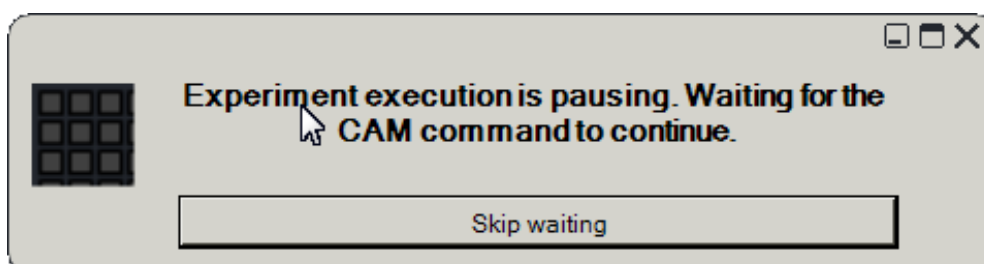 Experiment execution is pausing. Waiting for the
CAM command to continue.
Skip waiting